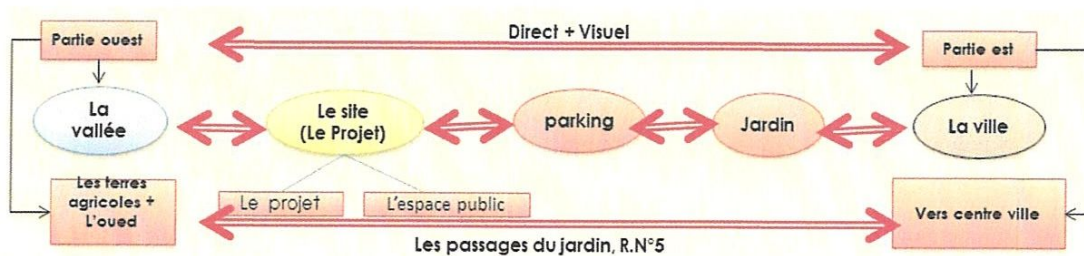 Direct + Visuel
Partie ouest
Partie est
La
vallée
Le site
(Le Projet)
parking
Jardin
La ville
Les terres
agricoles +
L'oued
Le projet
L'espace public
Vers centre ville
Les passages du jardin, R.N°5